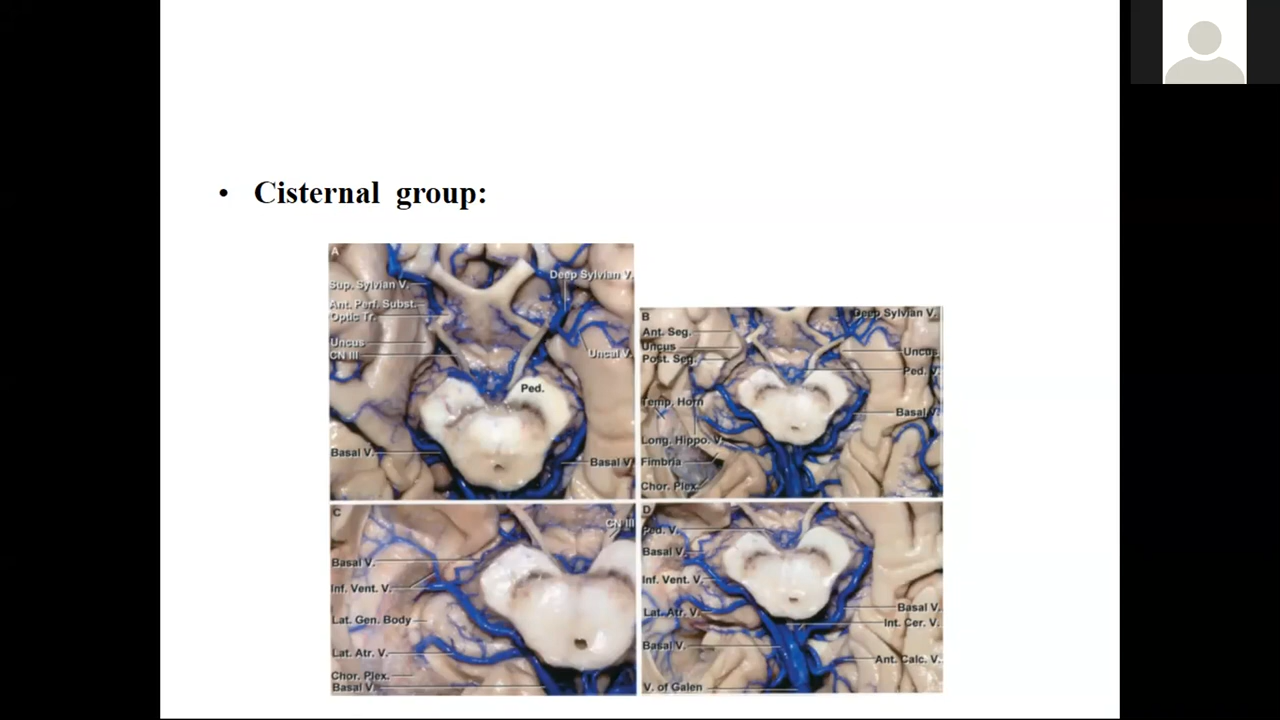 • Cisternal group:
A
Deep Sylvian V.
Sup. Sylvian V.
Ant. Perf. Subst.
Optic Tr.
Uncus
CN III
Uncal V.
Ped.
Basal V.
Basal V.
B
Deep Sylvian V.
Ant. Seg.
Uncus
Post. Seg.
Uncus
Ped. V.
Temp. Horn
Basal V.
Long. Hippo. V.
Fimbria
Chor. Plex.
C
CN III
Basal V.
Inf. Vent. V.
Lat. Gen. Body
Lat. Atr. V.
Chor. Plex.
Basal V.
D
Ped. V.
Basal V.
Inf. Vent. V.
Lat. Atr. V.
Basal V.
Int. Cer. V.
Basal V.
Ant. Calc. V.
V. of Galen